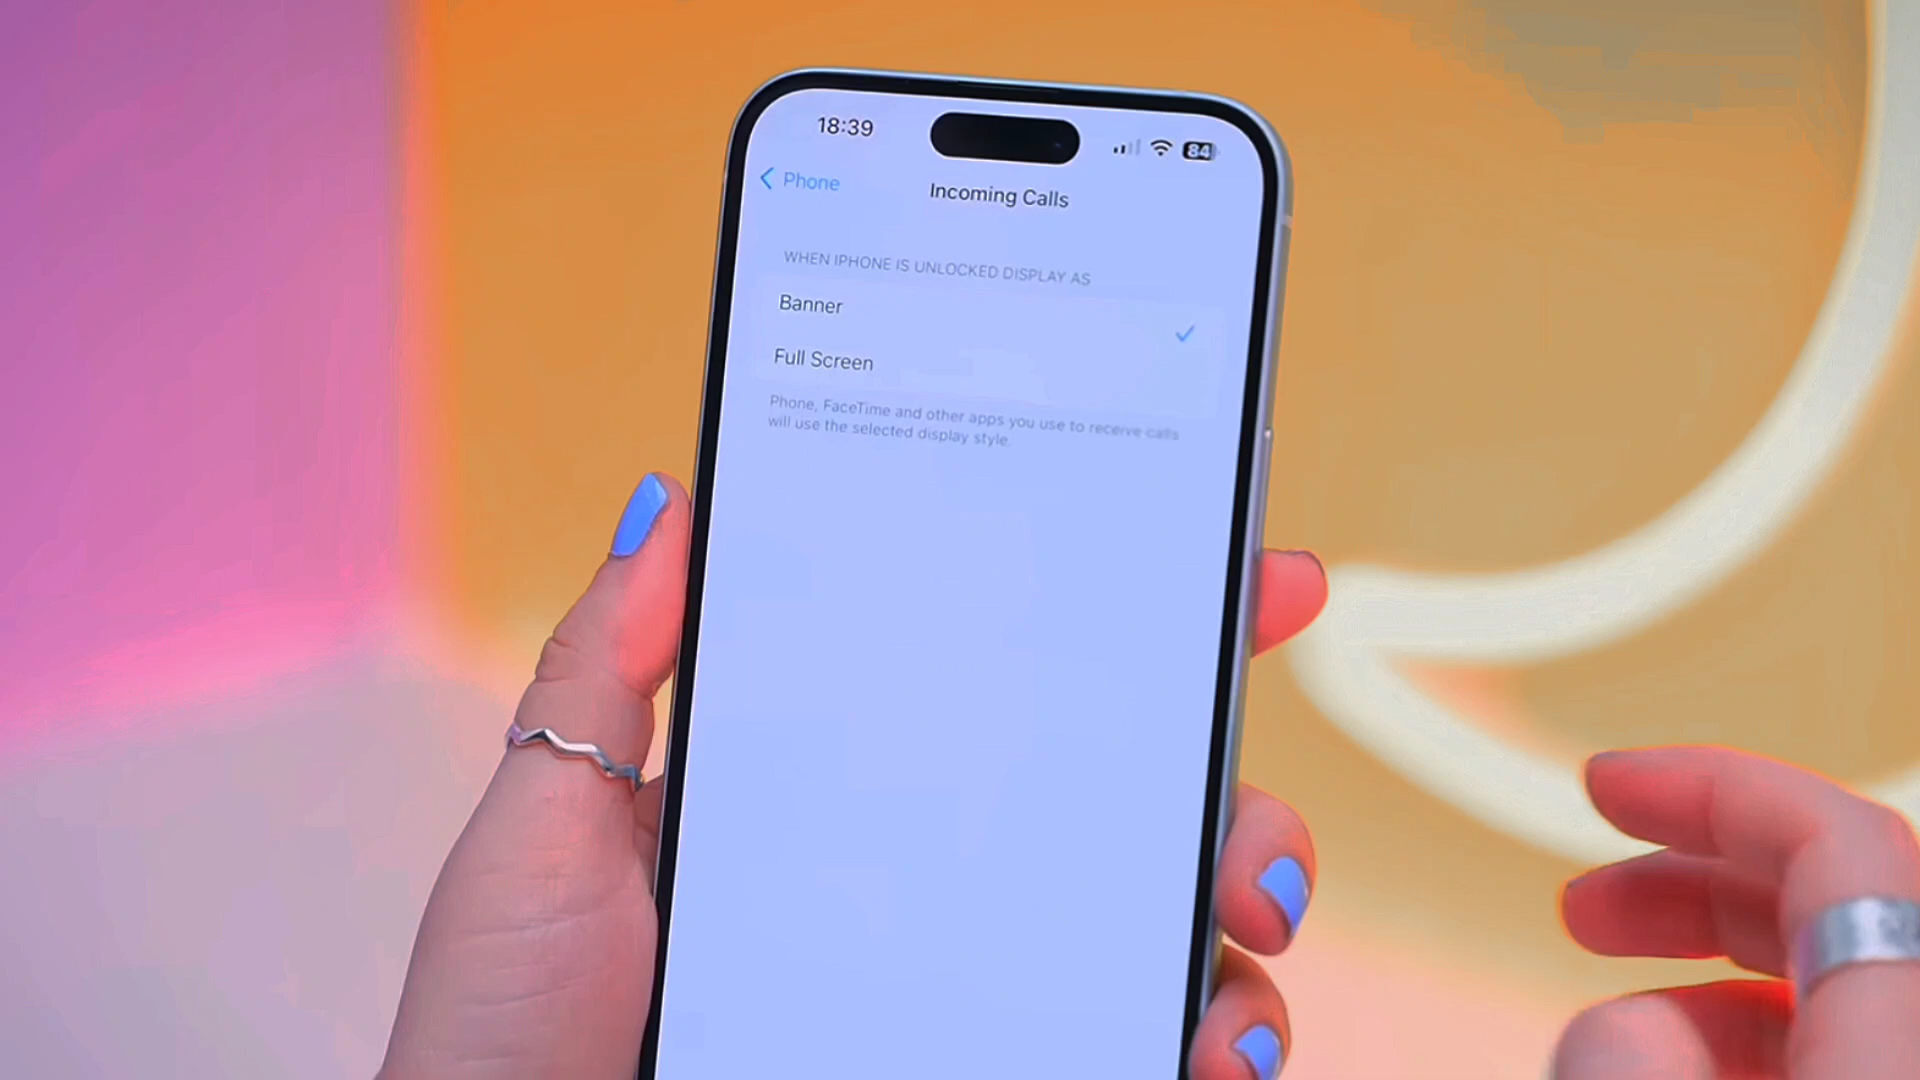 18:39
84
Phone
Incoming Calls
WHEN IPHONE IS UNLOCKED DISPLAY AS
Banner
Full Screen
Phone, FaceTime and other apps you use to receive calls
will use the selected display style.